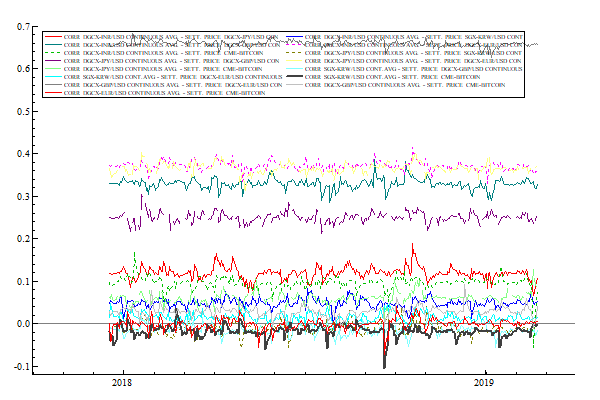 0.7
CORR DGCX-INR/USD CONTINUOUS AVG. - SETT. PRICE DGCX-JPY/USD CON
CORR DGCX-INR/USD CONTINUOUS AVG. - SETT. PRICE SGX-KRW/USD CONT
CORR DGCX-INR/USD CONTINUOUS AVG. - SETT. PRICE DGCX-GBP/USD CON
CORR DGCX-INR/USD CONTINUOUS AVG. - SETT. PRICE DGCX-EUR/USD CON
CORR DGCX-INR/USD CONTINUOUS AVG. - SETT. PRICE CME-BITCOIN
CORR DGCX-JPY/USD CONTINUOUS AVG. - SETT. PRICE SGX-KRW/USD CONT
CORR DGCX-JPY/USD CONTINUOUS AVG. - SETT. PRICE DGCX-GBP/USD CON
CORR DGCX-JPY/USD CONTINUOUS AVG. - SETT. PRICE DGCX-EUR/USD CON
CORR DGCX-JPY/USD CONTINUOUS AVG. - SETT. PRICE CME-BITCOIN
CORR SGX-KRW/USD CONT. AVG - SETT. PRICE DGCX-GBP/USD CONTINUOUS
CORR SGX-KRW/USD CONT. AVG - SETT. PRICE DGCX-EUR/USD CONTINUOUS
CORR SGX-KRW/USD CONT. AVG - SETT. PRICE CME-BITCOIN
CORR DGCX-GBP/USD CONTINUOUS AVG. - SETT. PRICE DGCX-EUR/USD CON
CORR DGCX-GBP/USD CONTINUOUS AVG. - SETT. PRICE CME-BITCOIN
CORR DGCX-EUR/USD CONTINUOUS AVG. - SETT. PRICE CME-BITCOIN
0.6
0.5
0.4
0.3
0.2
0.1
0.0
-0.1
2018
2019